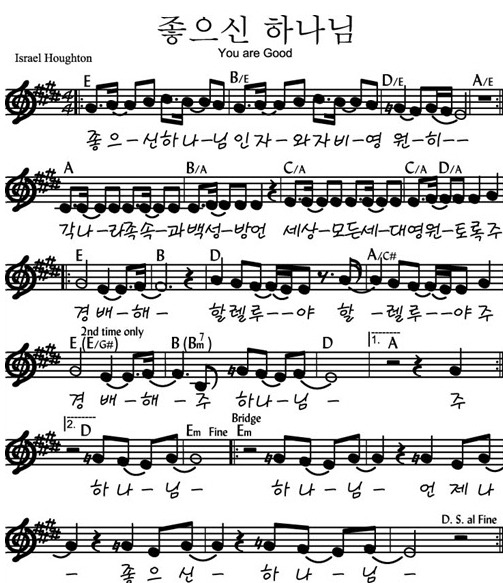 좋으신 하나님
You are Good
Israel Houghton
E B/E D/E A/E
4/4
좋으-선하나-님인자-와자비-영원-히--
A B/A C/A C/A D/A
각나-라족속-과백성-방언 세상-모든세-대영원-토록주
E B D A/C#
경배-해- 할렐루--야 할-렐루--야주
2nd time only
E (E/G#) B (Bm7) E D 1. A
경배-해-주 하나-님- 주
2. D Em Fine Bridge Em
하나-님- 하나-님- 언제나
D. S. al Fine
- 좋으신- 하나님-